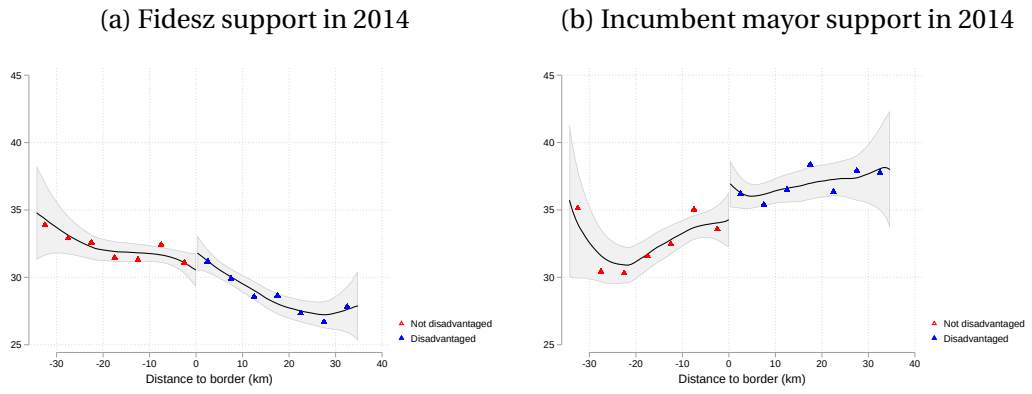 (a) Fidesz support in 2014
45
40
35
30
25
-30 -20 -10 0 10 20 30 40
Distance to border (km)
Not disadvantaged
Disadvantaged
(b) Incumbent mayor support in 2014
45
40
35
30
25
-30 -20 -10 0 10 20 30 40
Distance to border (km)
Not disadvantaged
Disadvantaged